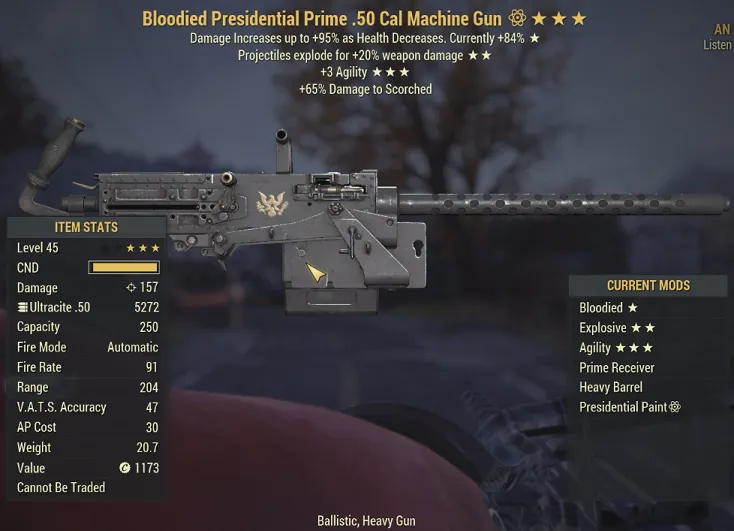 Bloodied Presidential Prime .50 Cal Machine Gun ★ ★ ★
Damage Increases up to +95% as Health Decreases. Currently +84% ★
Projectiles explode for +20% weapon damage ★ ★
+3 Agility ★ ★ ★
+65% Damage to Scorched
AN
Listen
ITEM STATS
Level 45 ★ ★ ★
CND
Damage 157
Ultracite .50 5272
Capacity 250
Fire Mode Automatic
Fire Rate 91
Range 204
V.A.T.S. Accuracy 47
AP Cost 30
Weight 20.7
Value 1173
Cannot Be Traded
CURRENT MODS
Bloodied ★
Explosive ★ ★
Agility ★ ★ ★
Prime Receiver
Heavy Barrel
Presidential Paint
Ballistic, Heavy Gun